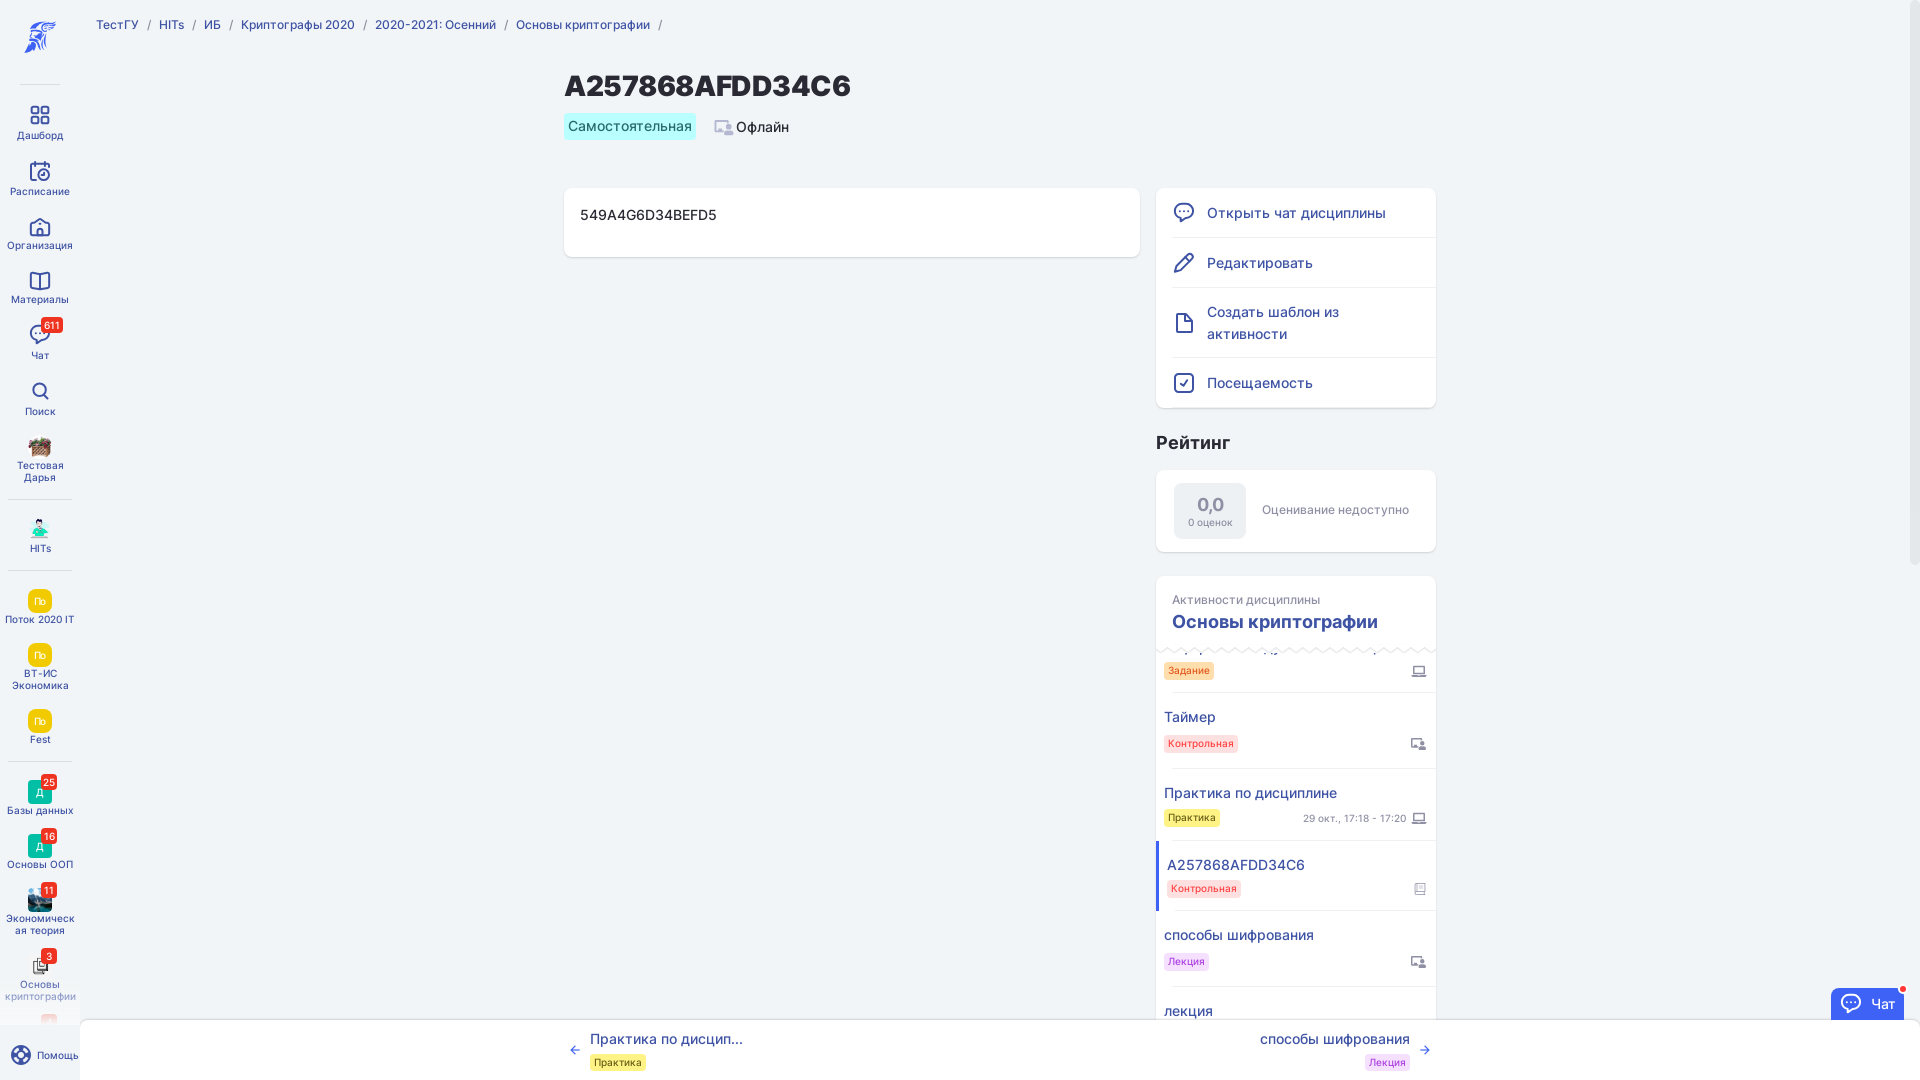 ТестГУ / HITs / ИБ / Криптографы 2020 / 2020-2021: Осенний / Основы криптографии /
Дашборд
Расписание
Организация
Материалы
611
Чат
Поиск
Тестовая
Дарья
HITs
По
Поток 2020 IT
По
ВТ-ИС
Экономика
По
Fest
25
Д
Базы данных
16
Д
Основы ООП
11
Экономическ
ая теория
3
Основы
криптографии
Помощь
A257868AFDD34C6
Самостоятельная
Офлайн
549A4G6D34BEFD5
Открыть чат дисциплины
Редактировать
Создать шаблон из
активности
Посещаемость
Рейтинг
0,0
0 оценок
Оценивание недоступно
Активности дисциплины
Основы криптографии
Задание
Таймер
Контрольная
Практика по дисциплине
Практика
29 окт., 17:18 - 17:20
A257868AFDD34C6
Контрольная
способы шифрования
Лекция
лекция
Чат
Практика по дисцип...
Практика
способы шифрования
Лекция